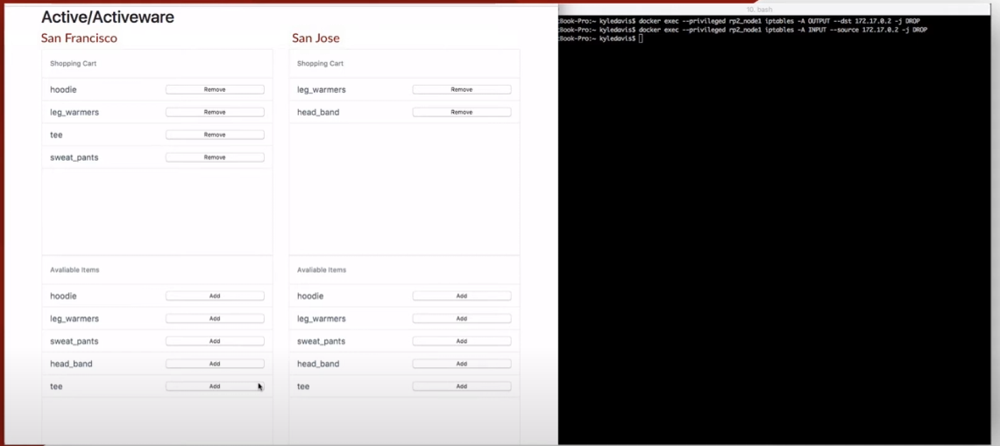 Active/Activeware
San Francisco
San Jose
Shopping Cart
Shopping Cart
hoodie Remove
leg_warmers Remove
leg_warmers Remove
head_band Remove
tee Remove
sweat_pants Remove
Avaliable Items
Avaliable Items
hoodie Add
hoodie Add
leg_warmers Add
leg_warmers Add
sweat_pants Add
sweat_pants Add
head_band Add
head_band Add
tee Add
tee Add
10. bash
Book-Pro:~ kyledavis$ docker exec --privileged rp2_node1 iptables -A OUTPUT --dst 172.17.0.2 -j DROP
Book-Pro:~ kyledavis$ docker exec --privileged rp2_node1 iptables -A INPUT --source 172.17.0.2 -j DROP
Book-Pro:~ kyledavis$